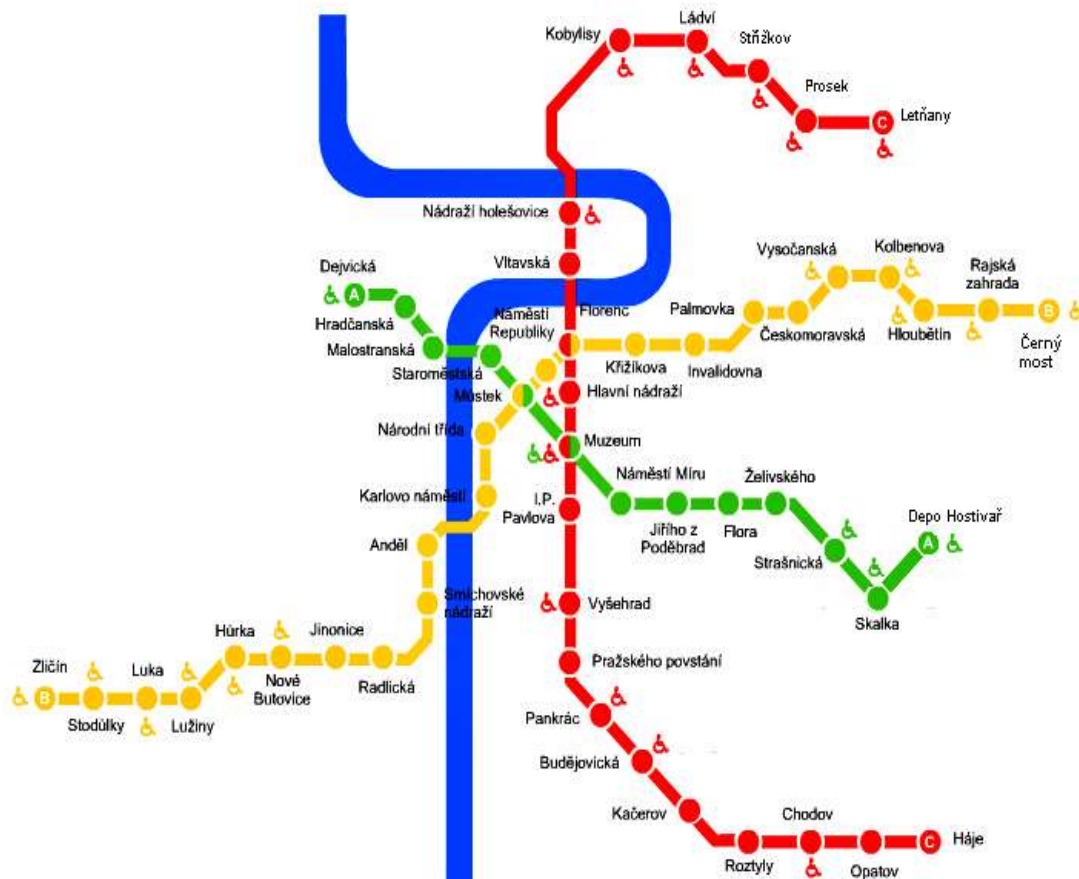 Kobylisy
Ládví
Střížkov
Prosek
C
Letňany
Nádraží holešovice
Vltavská
Dejvická
A
Hradčanská
Malostranská
Staroměstská
Náměstí
Republiky
Florenc
Palmovka
Vysočanská
Kolbenova
Rajská
zahrada
Českomoravská
Hloubětín
B
Černý
most
Křižíkova
Invalidovna
Můstek
Hlavní nádraží
Národní třída
Muzeum
Karlovo náměstí
I.P.
Pavlova
Náměstí Míru
Jiřího z
Poděbrad
Flora
Želivského
Strašnická
Skalka
Depo Hostivař
A
Anděl
Smíchovské
nádraží
Vyšehrad
Zličín
B
Stodůlky
Luka
Lužiny
Hůrka
Nové
Butovice
Jinonice
Radlická
Pražského povstání
Pankrác
Budějovická
Kačerov
Roztyly
Chodov
Opatov
C
Háje